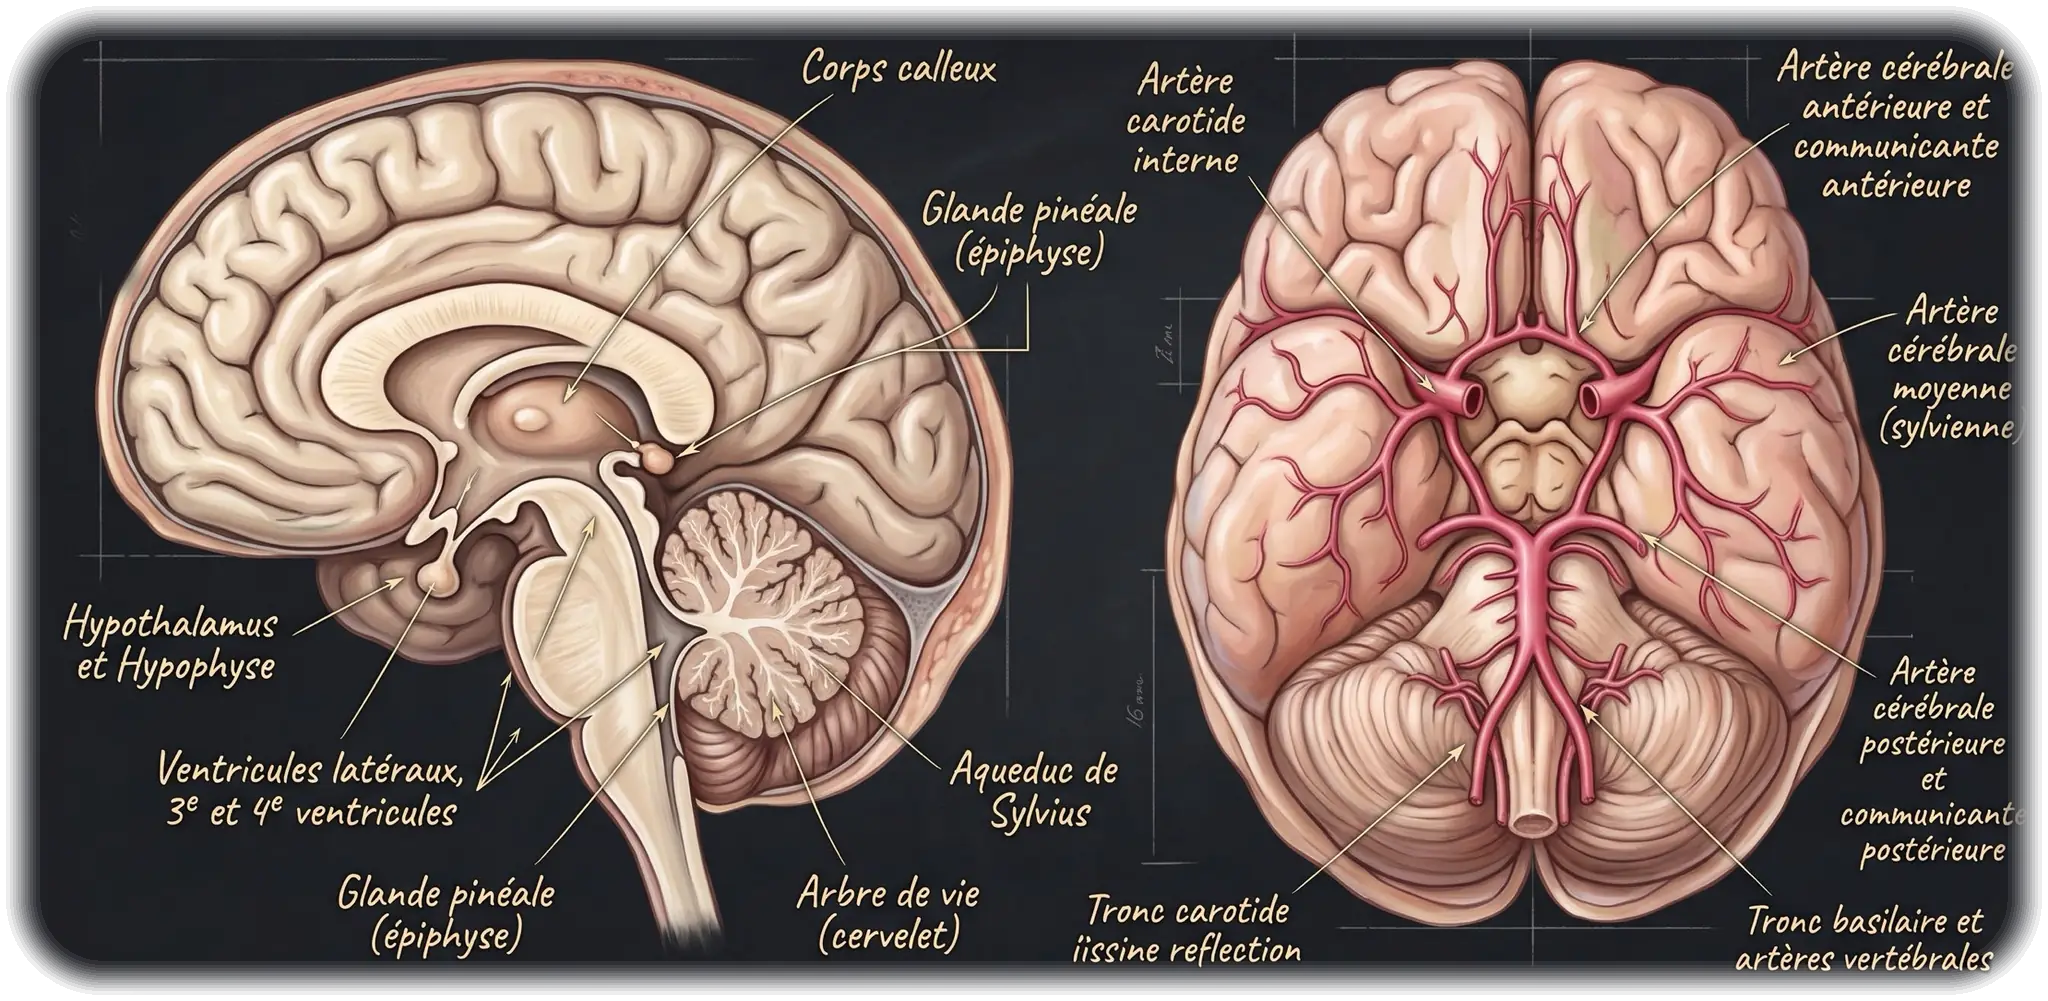 Corps calleux
Glande pinéale
(épiphyse)
Hypothalamus
et Hypophyse
Ventricules latéraux,
3ᵉ et 4ᵉ ventricules
Glande pinéale
(épiphyse)
Arbre de vie
(cervelet)
Aqueduc de
Sylvius
Artère
carotide
interne
Artère cérébrale
antérieure et
communicante
antérieure
Artère
cérébrale
moyenne
(sylvienne)
Artère
cérébrale
postérieure
et
communicante
postérieure
Tronc carotide
iissine reflection
Tronc basilaire et
artères vertébrales